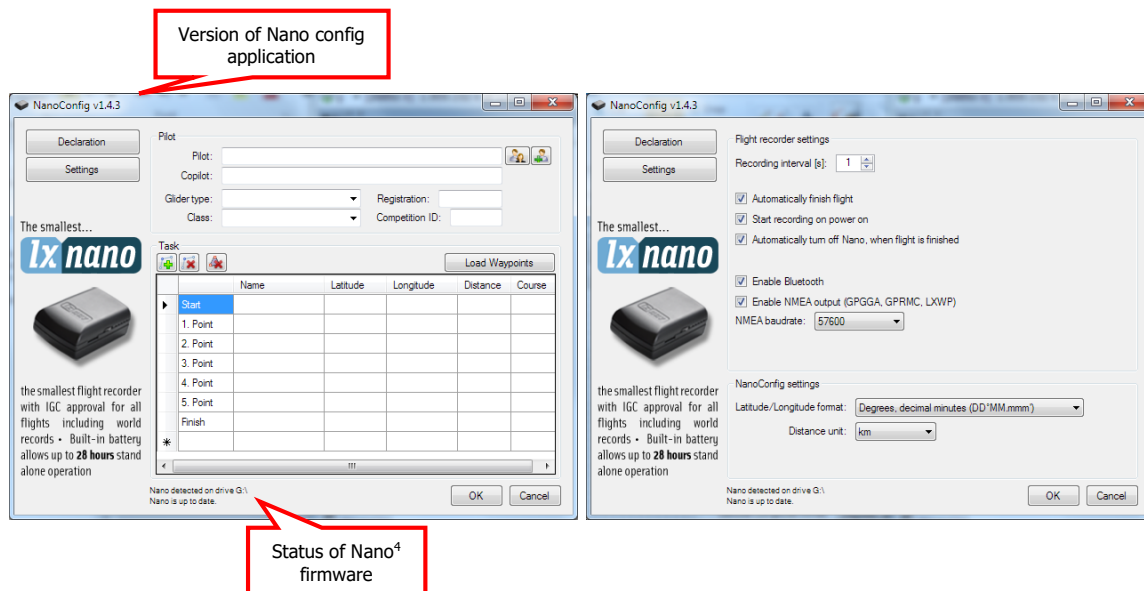 Version of Nano config
application
NanoConfig v1.4.3
Declaration
Settings
Pilot
Pilot:
Copilot:
Glider type:
Registration:
Class:
Competition ID:
The smallest...
lx nano
Task
Load Waypoints
Name Latitude Longitude Distance Course
Start
1. Point
2. Point
3. Point
4. Point
5. Point
Finish
the smallest flight recorder
with IGC approval for all
flights including world
records • Built-in battery
allows up to 28 hours stand
alone operation
Nano detected on drive G:\
Nano is up to date.
OK Cancel
Status of Nano⁴
firmware
NanoConfig v1.4.3
Declaration
Settings
Flight recorder settings
Recording interval [s]: 1
Automatically finish flight
Start recording on power on
Automatically turn off Nano, when flight is finished
Enable Bluetooth
Enable NMEA output (GPGGA, GPRMC, LXWP)
NMEA baudrate: 57600
The smallest...
lx nano
the smallest flight recorder
with IGC approval for all
flights including world
records • Built-in battery
allows up to 28 hours stand
alone operation
NanoConfig settings
Latitude/Longitude format: Degrees, decimal minutes (DD°MM.mmm')
Distance unit: km
Nano detected on drive G:\
Nano is up to date.
OK Cancel